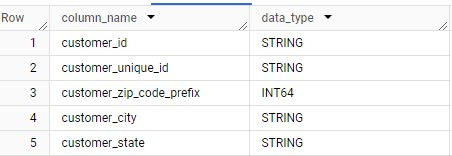 Row column_name data_type
1 customer_id STRING
2 customer_unique_id STRING
3 customer_zip_code_prefix INT64
4 customer_city STRING
5 customer_state STRING